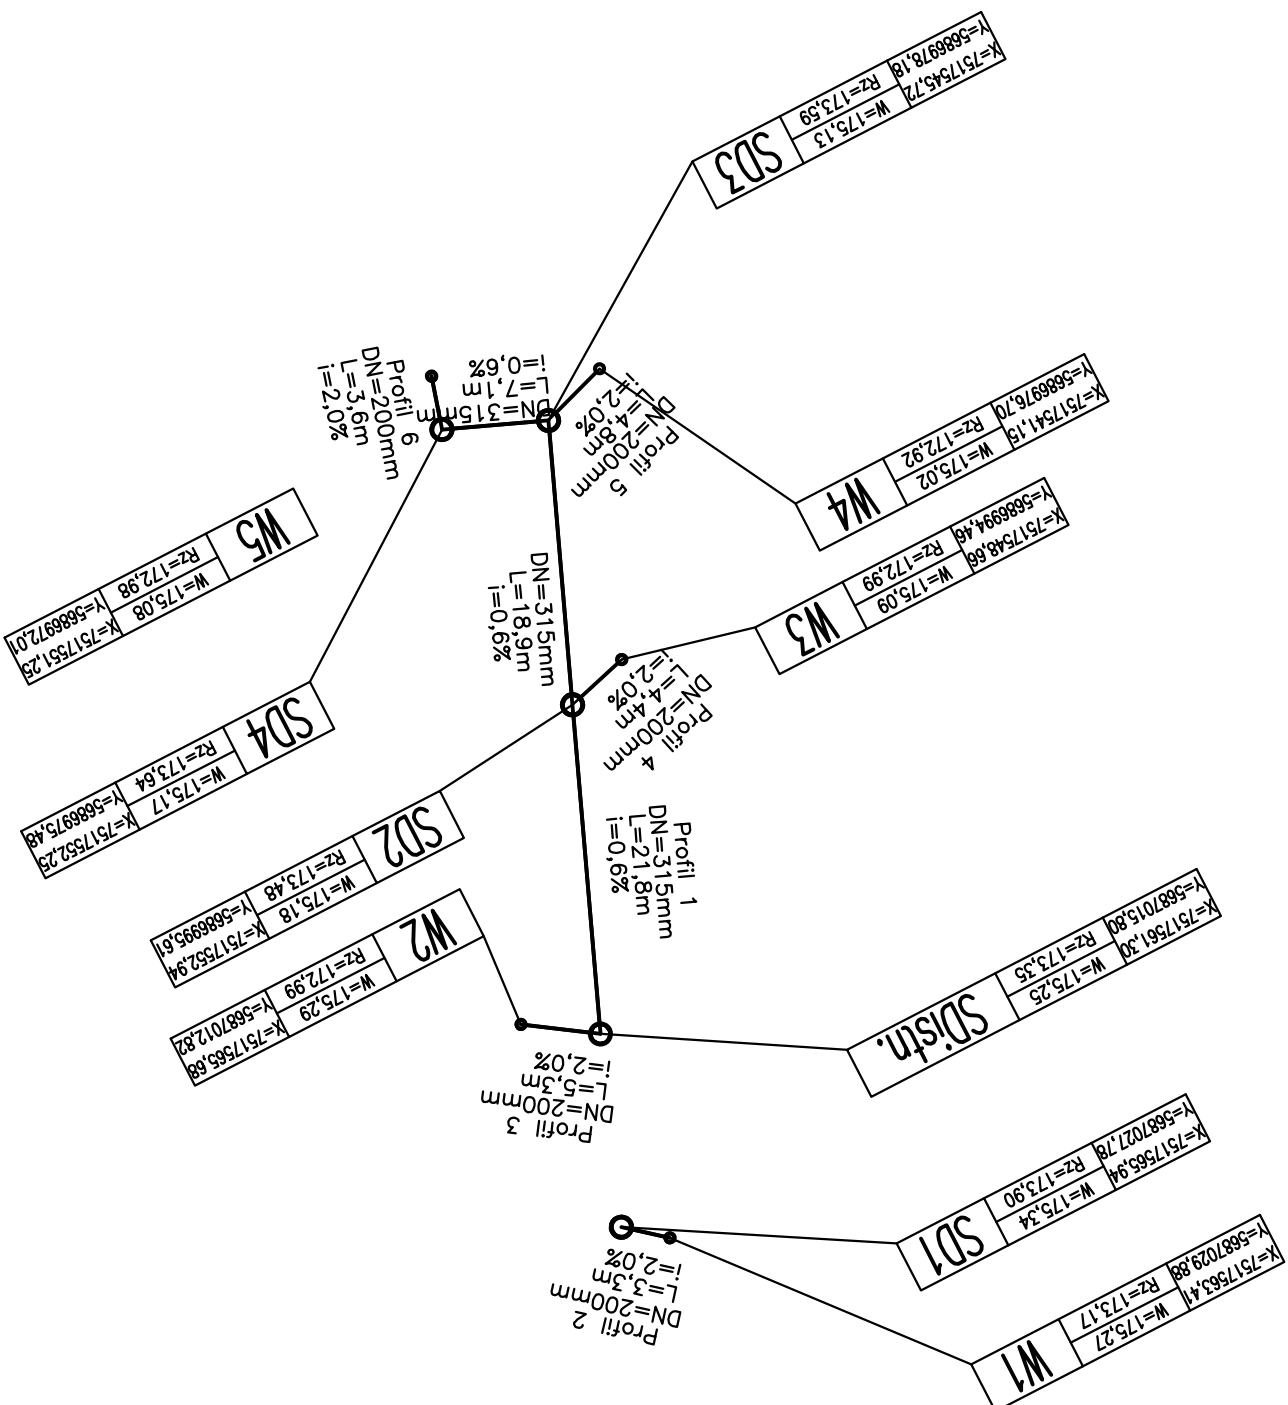 SD3
W=175,13
Rz=173,59
X=7517545,72
Y=5686978,18
W4
W=175,02
Rz=172,92
X=7517541,15
Y=5686976,70
W3
W=175,09
Rz=172,99
X=7517548,66
Y=5686994,46
Profil 6
DN=200mm
L=3,6m
i=2,0%
DN=315mm
L=7,1m
i=0,6%
Profil 5
DN=200mm
L=4,8m
i=2,0%
W5
W=175,08
Rz=172,98
X=7517551,25
Y=5686972,01
DN=315mm
L=18,9m
i=0,6%
SD4
W=175,17
Rz=173,64
X=7517552,25
Y=5686975,48
Profil 4
DN=200mm
L=4,4m
i=2,0%
SD2
W=175,18
Rz=173,48
X=7517552,94
Y=5686995,61
Profil 1
DN=315mm
L=21,8m
i=0,6%
W2
W=175,29
Rz=172,99
X=7517565,68
Y=5687012,82
SDistn.
W=175,25
Rz=173,35
X=7517561,30
Y=5687015,80
Profil 3
DN=200mm
L=5,3m
i=2,0%
SD1
W=175,34
Rz=173,90
X=7517565,94
Y=5687027,78
Profil 2
DN=200mm
L=3,3m
i=2,0%
W1
W=175,27
Rz=173,17
X=7517563,41
Y=5687029,88